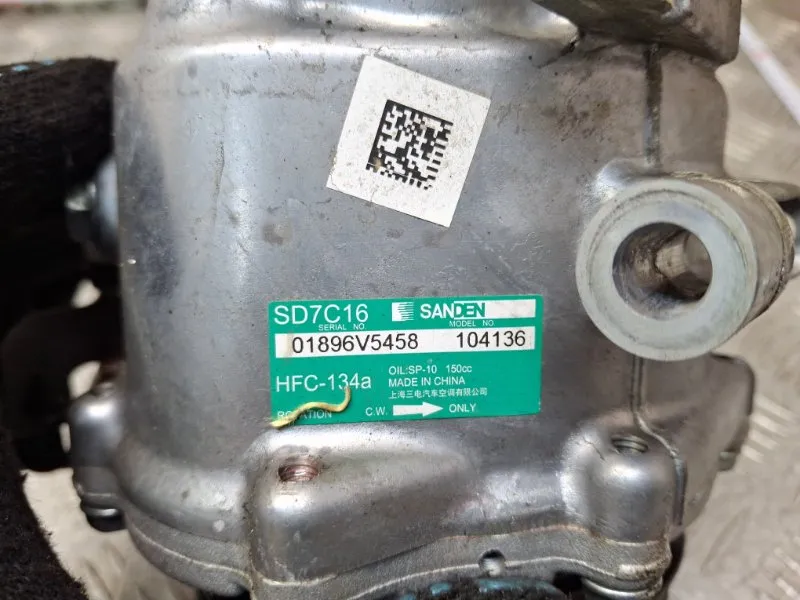 SD7C16 SANDEN
SERIAL NO MODEL NO.
01896V5458 104136
HFC-134a OIL:SP-10 150cc
MADE IN CHINA
上海三电汽车空调有限公司
ROTATION C.W. ONLY